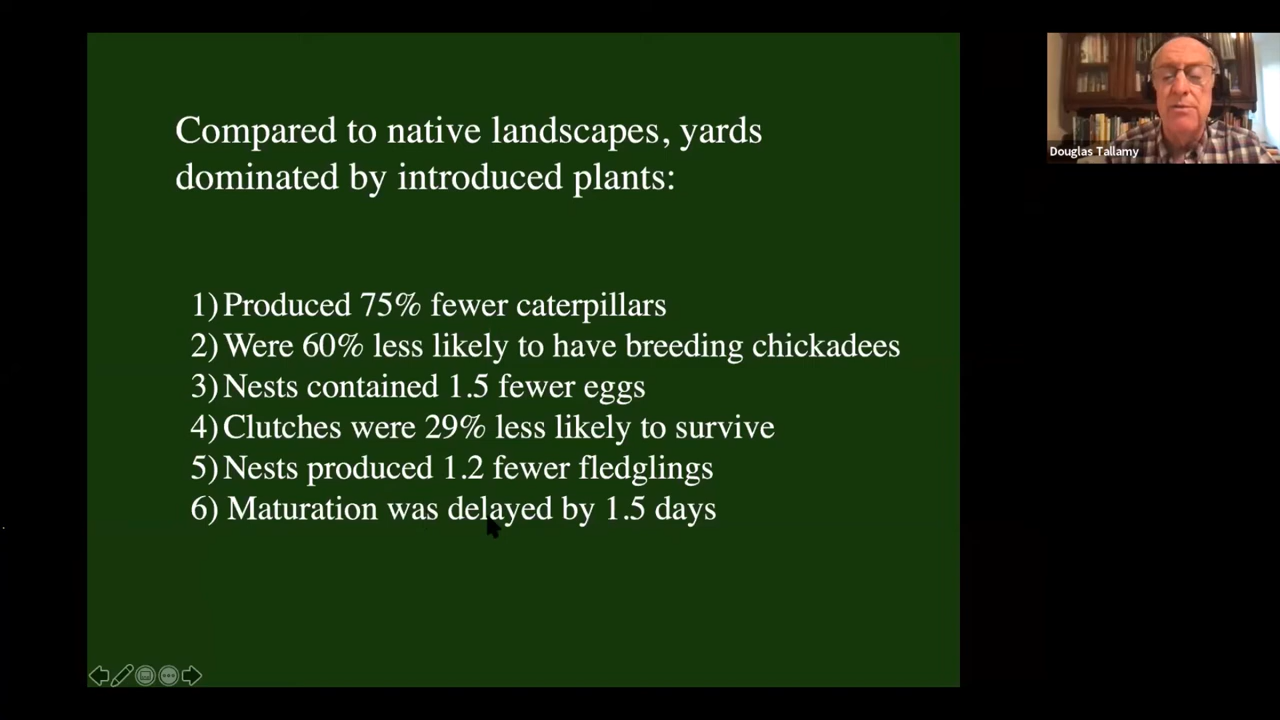 Compared to native landscapes, yards
dominated by introduced plants:
1) Produced 75% fewer caterpillars
2) Were 60% less likely to have breeding chickadees
3) Nests contained 1.5 fewer eggs
4) Clutches were 29% less likely to survive
5) Nests produced 1.2 fewer fledglings
6) Maturation was delayed by 1.5 days
Douglas Tallamy